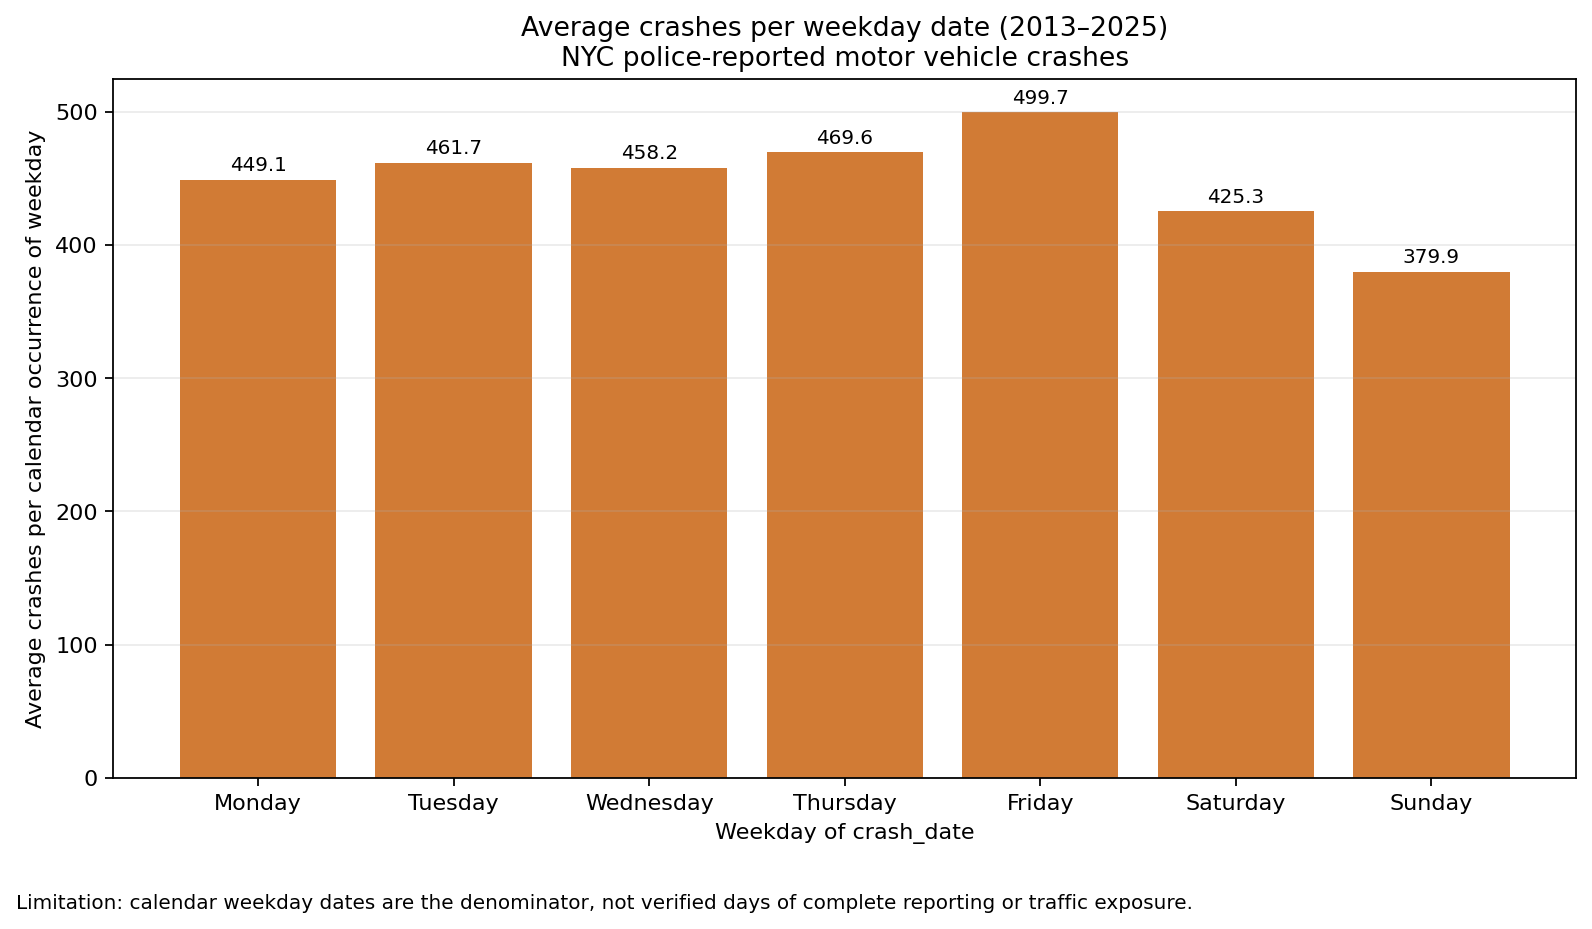 Average crashes per weekday date (2013–2025)
NYC police-reported motor vehicle crashes
Average crashes per calendar occurrence of weekday
500
400
300
200
100
0
449.1
461.7
458.2
469.6
499.7
425.3
379.9
Monday
Tuesday
Wednesday
Thursday
Friday
Saturday
Sunday
Weekday of crash_date
Limitation: calendar weekday dates are the denominator, not verified days of complete reporting or traffic exposure.